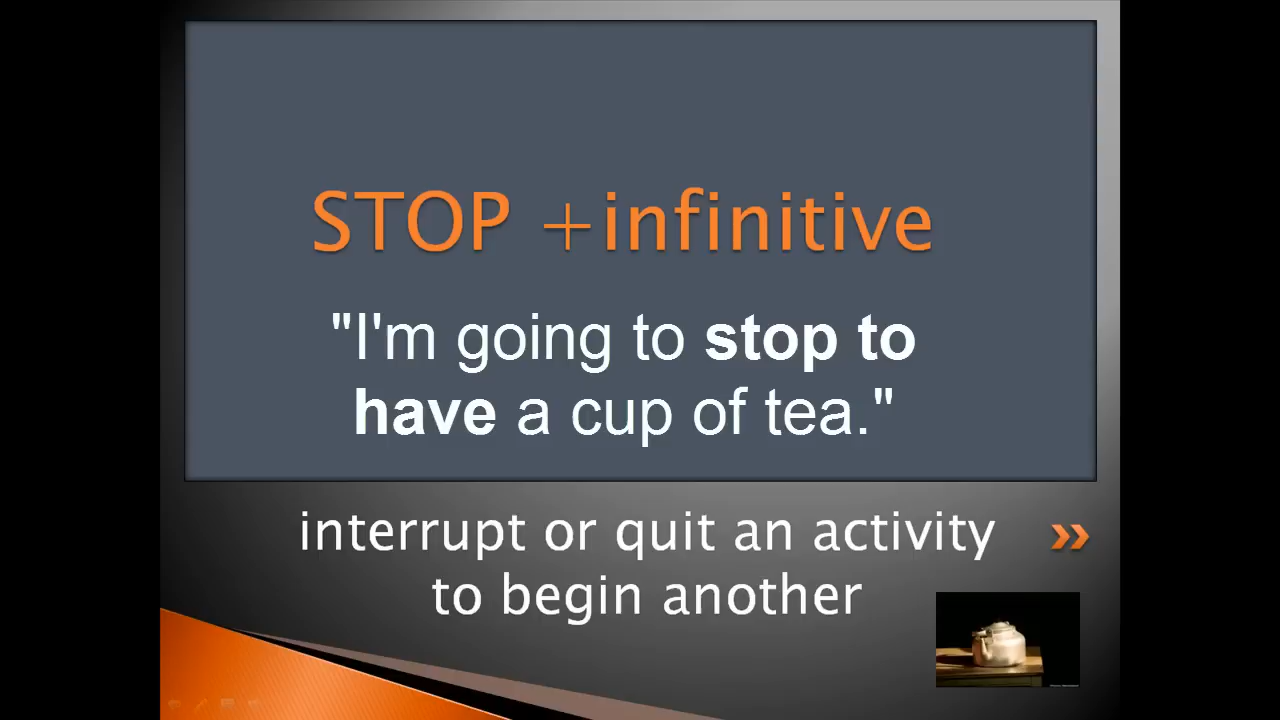 STOP +infinitive
"I'm going to stop to
have a cup of tea."
interrupt or quit an activity
to begin another